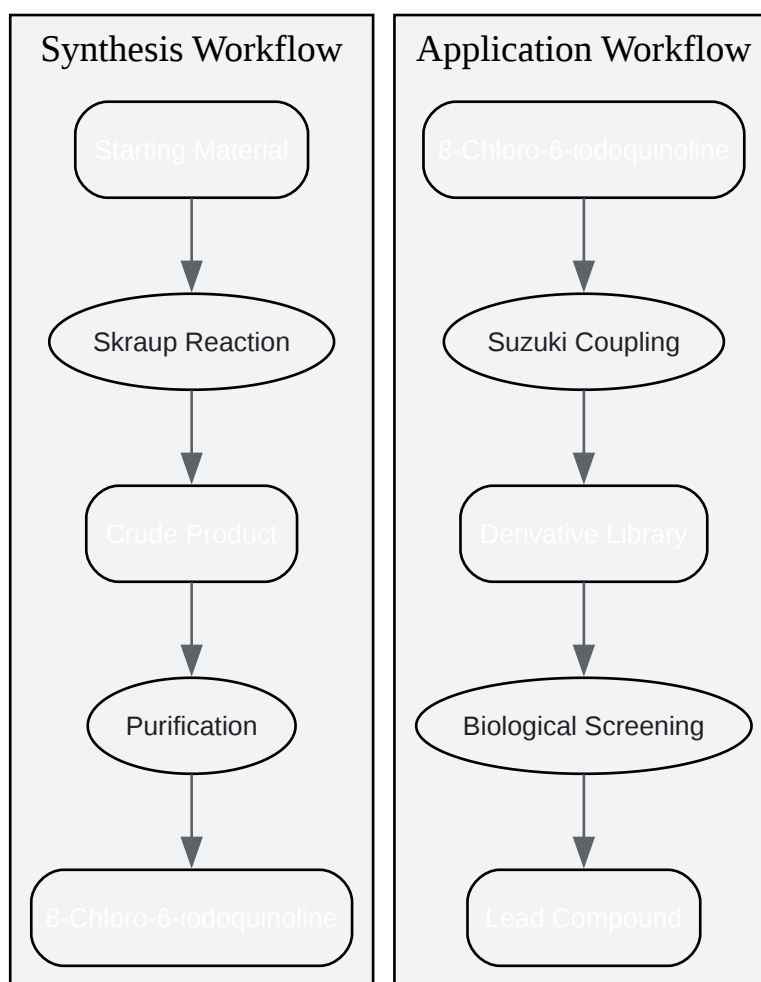 Synthesis Workflow
Starting Material
Skraup Reaction
Crude Product
Purification
8-Chloro-6-iodoquinoline
Application Workflow
8-Chloro-6-iodoquinoline
Suzuki Coupling
Derivative Library
Biological Screening
Lead Compound